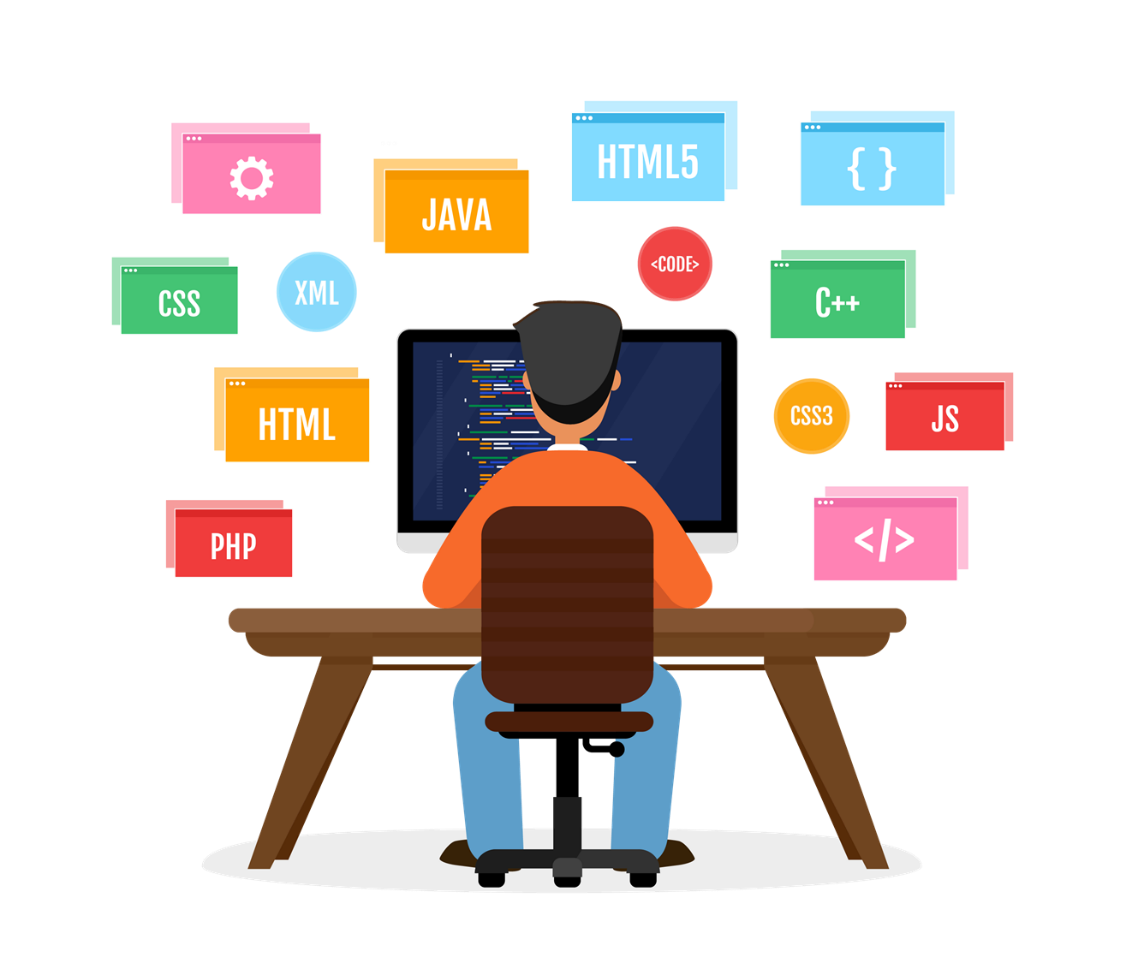 HTML5
{ }
JAVA
<CODE>
CSS
XML
C++
HTML
CSS3
JS
PHP
</>